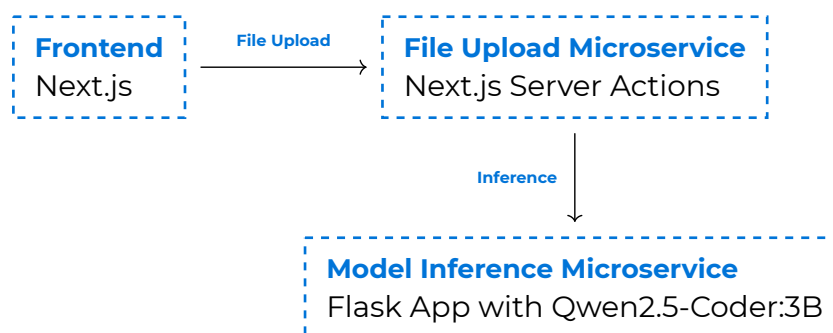 Frontend
Next.js
File Upload
File Upload Microservice
Next.js Server Actions
Inference
Model Inference Microservice
Flask App with Qwen2.5-Coder:3B